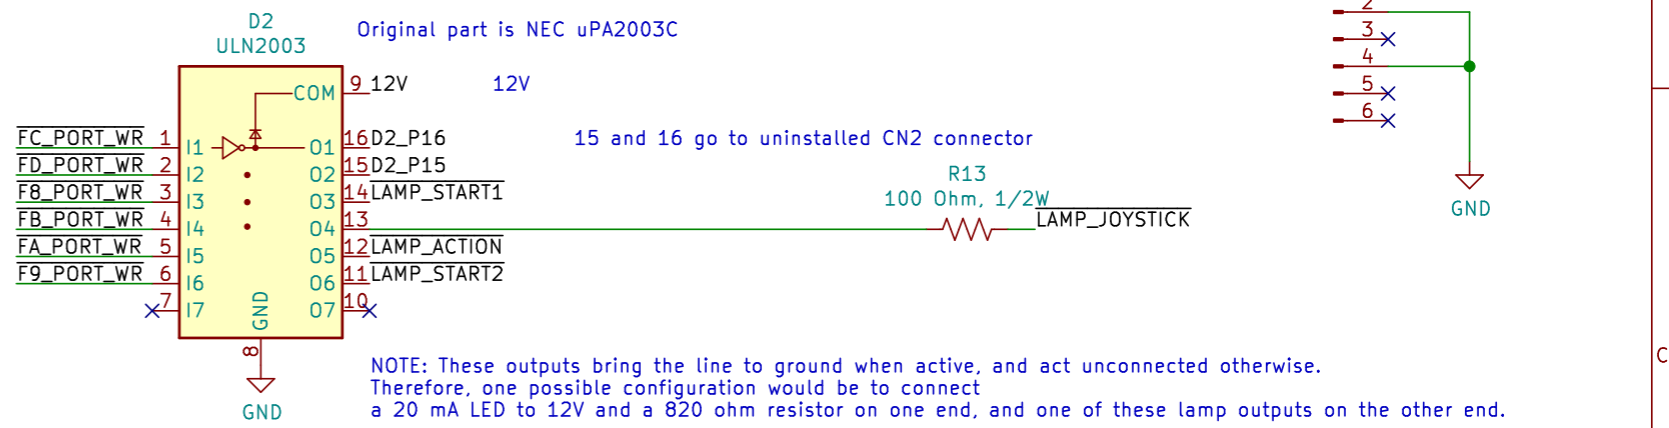 D2
ULN2003
Original part is NEC uPA2003C
COM 9 12V
12V
FC_PORT_WR 1 I1 O1 16 D2_P16
15 and 16 go to uninstalled CN2 connector
FD_PORT_WR 2 I2 O2 15 D2_P15
F8_PORT_WR 3 I3 O3 14 LAMP_START1
FB_PORT_WR 4 I4 O4 13
R13
100 Ohm, 1/2W
LAMP_JOYSTICK
FA_PORT_WR 5 I5 O5 12 LAMP_ACTION
F9_PORT_WR 6 I6 O6 11 LAMP_START2
7 I7 O7 10
GND
8
GND
2
3
4
5
6
GND
C
NOTE: These outputs bring the line to ground when active, and act unconnected otherwise.
Therefore, one possible configuration would be to connect
a 20 mA LED to 12V and a 820 ohm resistor on one end, and one of these lamp outputs on the other end.